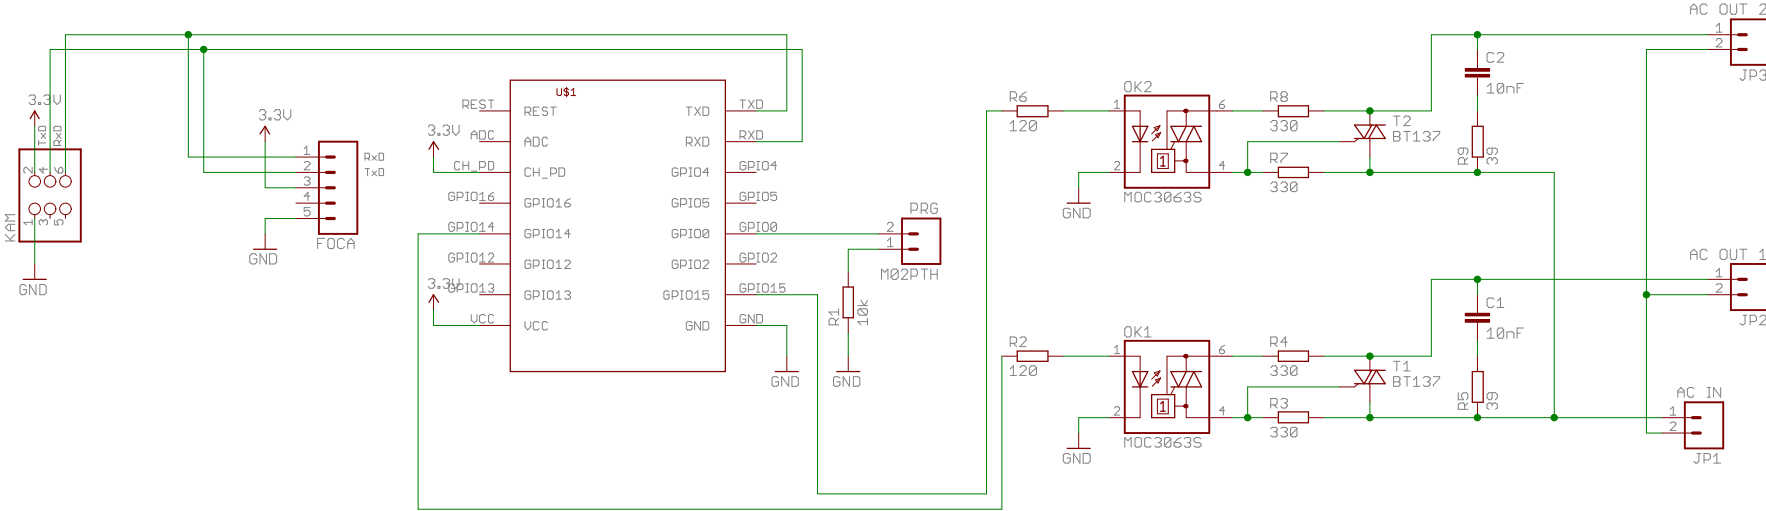 3.3V
TxD
RxD
2
4
6
1
3
5
KAM
GND
3.3V
1
2
3
4
5
RxD
TxD
FOCA
GND
U$1
REST
REST
ADC
ADC
3.3V
CH_PD
CH_PD
GPIO16
GPIO16
GPIO14
GPIO14
GPIO12
GPIO12
3.3V
GPIO13
GPIO13
VCC
VCC
TXD
TXD
RXD
RXD
GPIO4
GPIO4
GPIO5
GPIO5
GPIO0
GPIO0
GPIO2
GPIO2
GPIO15
GPIO15
GND
GND
GND
PRG
2
1
M02PTH
R1
10k
GND
R6
120
OK2
1
2
6
4
1
MOC3063S
GND
R8
330
R7
330
T2
BT137
C2
10nF
R9
39
AC OUT 2
1
2
JP3
R2
120
OK1
1
2
6
4
1
MOC3063S
GND
R4
330
R3
330
T1
BT137
C1
10nF
R5
39
AC OUT 1
1
2
JP2
AC IN
1
2
JP1